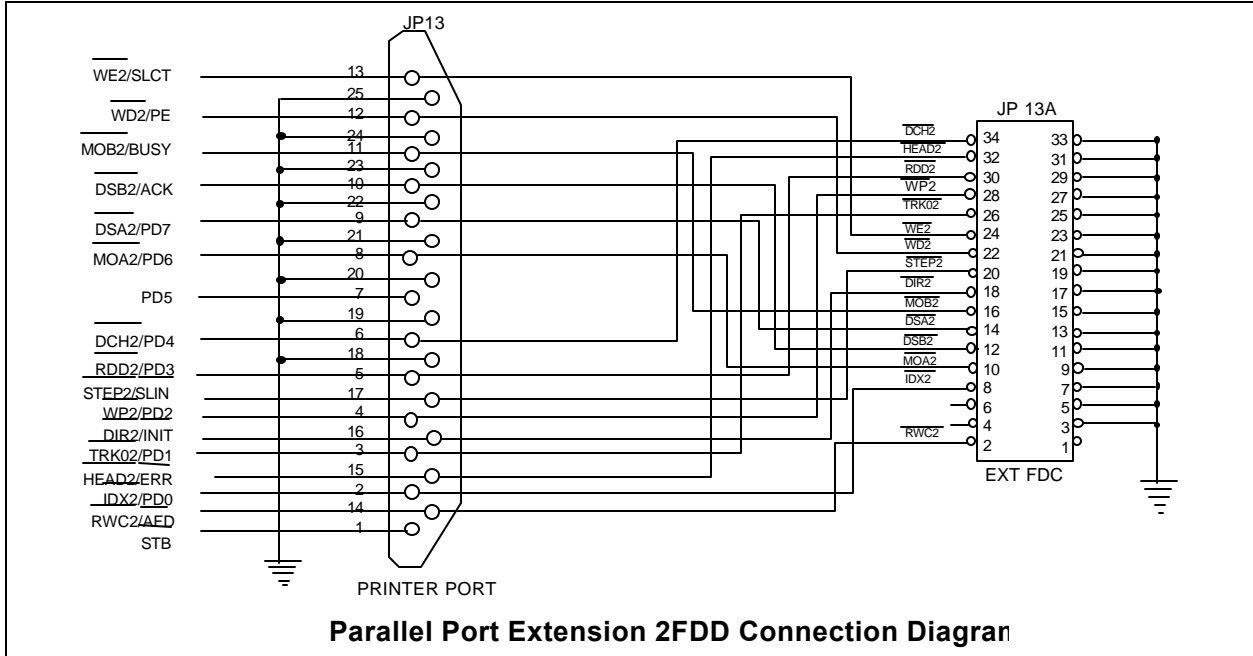 JP13
WE2/SLCT
13
25
WD2/PE
12
24
MOB2/BUSY
11
23
DSB2/ACK
10
22
DSA2/PD7
9
21
MOA2/PD6
8
20
PD5
7
19
DCH2/PD4
6
18
RDD2/PD3
5
STEP2/SLIN
17
WP2/PD2
4
DIR2/INIT
16
TRK02/PD1
3
HEAD2/ERR
15
IDX2/PD0
2
RWC2/AFD
14
STB
1
PRINTER PORT
JP 13A
DCH2 34 33
HEAD2 32 31
RDD2 30 29
WP2 28 27
TRK02 26 25
WE2 24 23
WD2 22 21
STEP2 20 19
DIR2 18 17
MOB2 16 15
DSA2 14 13
DSB2 12 11
MOA2 10 9
IDX2 8 7
6 5
4 3
RWC2 2 1
EXT FDC
Parallel Port Extension 2FDD Connection Diagran